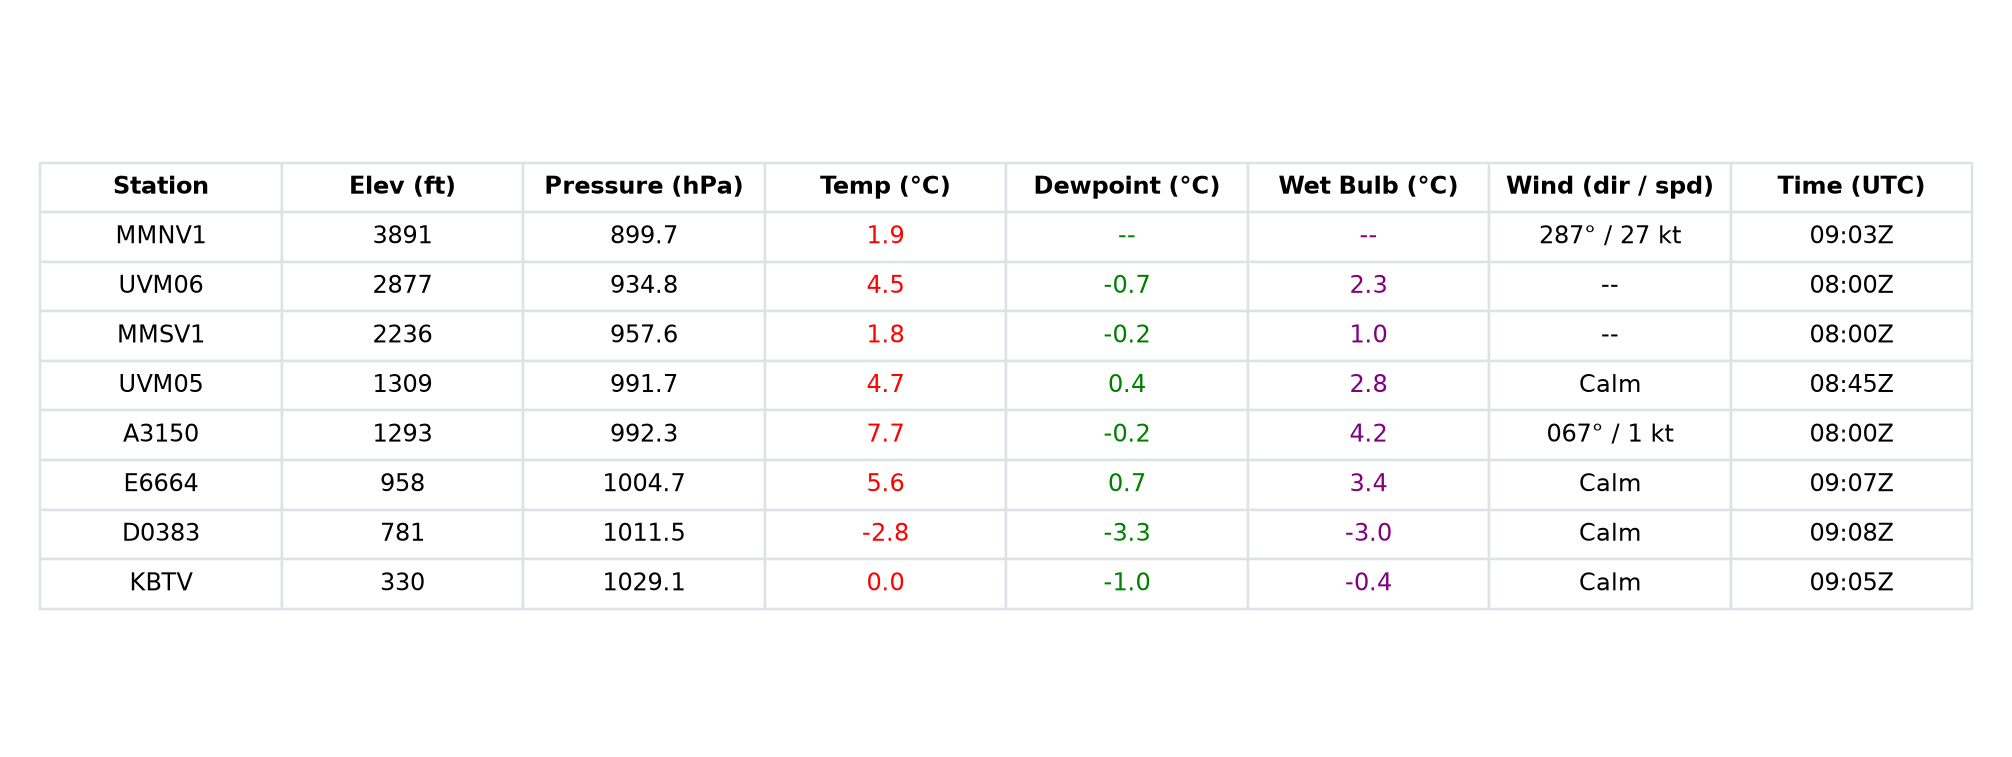 Station Elev (ft) Pressure (hPa) Temp (°C) Dewpoint (°C) Wet Bulb (°C) Wind (dir / spd) Time (UTC)
MMNV1 3891 899.7 1.9 -- -- 287° / 27 kt 09:03Z
UVM06 2877 934.8 4.5 -0.7 2.3 -- 08:00Z
MMSV1 2236 957.6 1.8 -0.2 1.0 -- 08:00Z
UVM05 1309 991.7 4.7 0.4 2.8 Calm 08:45Z
A3150 1293 992.3 7.7 -0.2 4.2 067° / 1 kt 08:00Z
E6664 958 1004.7 5.6 0.7 3.4 Calm 09:07Z
D0383 781 1011.5 -2.8 -3.3 -3.0 Calm 09:08Z
KBTV 330 1029.1 0.0 -1.0 -0.4 Calm 09:05Z